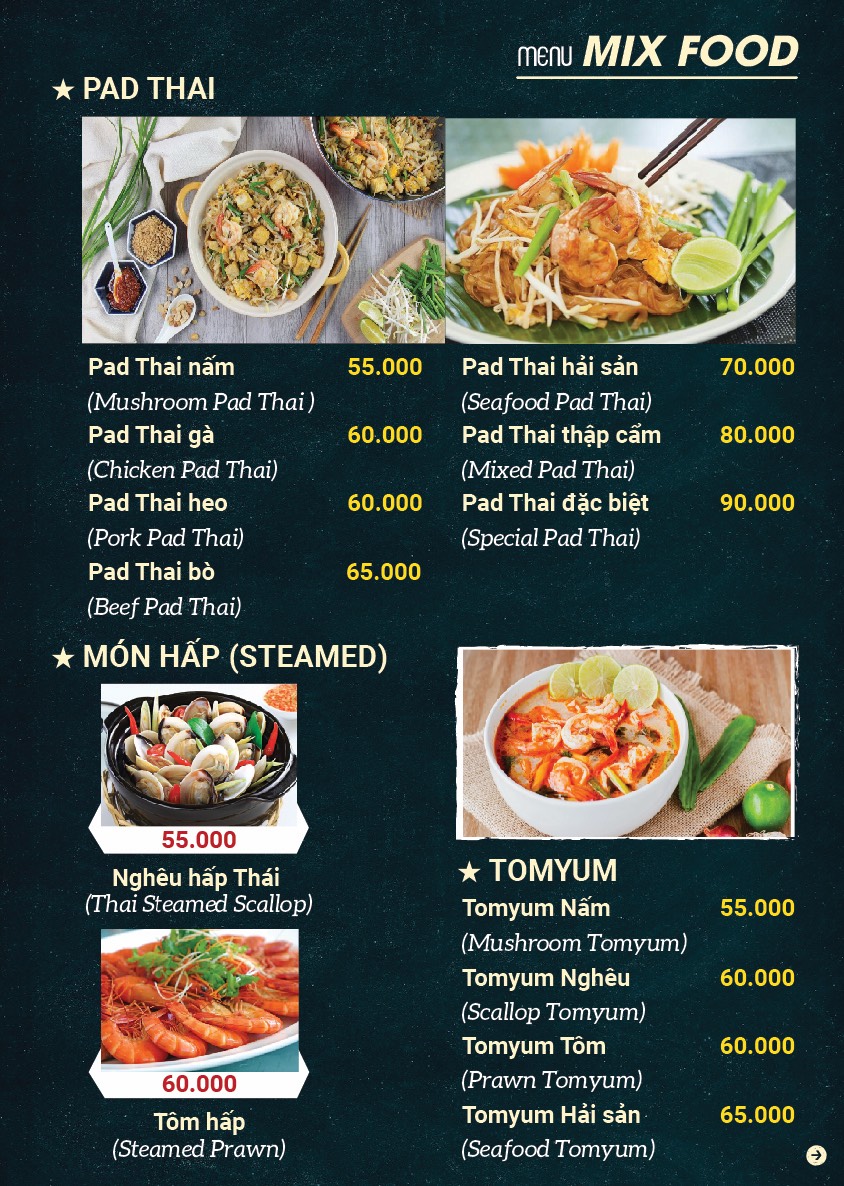 menu MIX FOOD
★ PAD THAI
Pad Thai nấm 55.000
(Mushroom Pad Thai )
Pad Thai gà 60.000
(Chicken Pad Thai)
Pad Thai heo 60.000
(Pork Pad Thai)
Pad Thai bò 65.000
(Beef Pad Thai)
Pad Thai hải sản 70.000
(Seafood Pad Thai)
Pad Thai thập cẩm 80.000
(Mixed Pad Thai)
Pad Thai đặc biệt 90.000
(Special Pad Thai)
★ MÓN HẤP (STEAMED)
55.000
Nghêu hấp Thái
(Thai Steamed Scallop)
60.000
Tôm hấp
(Steamed Prawn)
★ TOMYUM
Tomyum Nấm 55.000
(Mushroom Tomyum)
Tomyum Nghêu 60.000
(Scallop Tomyum)
Tomyum Tôm 60.000
(Prawn Tomyum)
Tomyum Hải sản 65.000
(Seafood Tomyum)